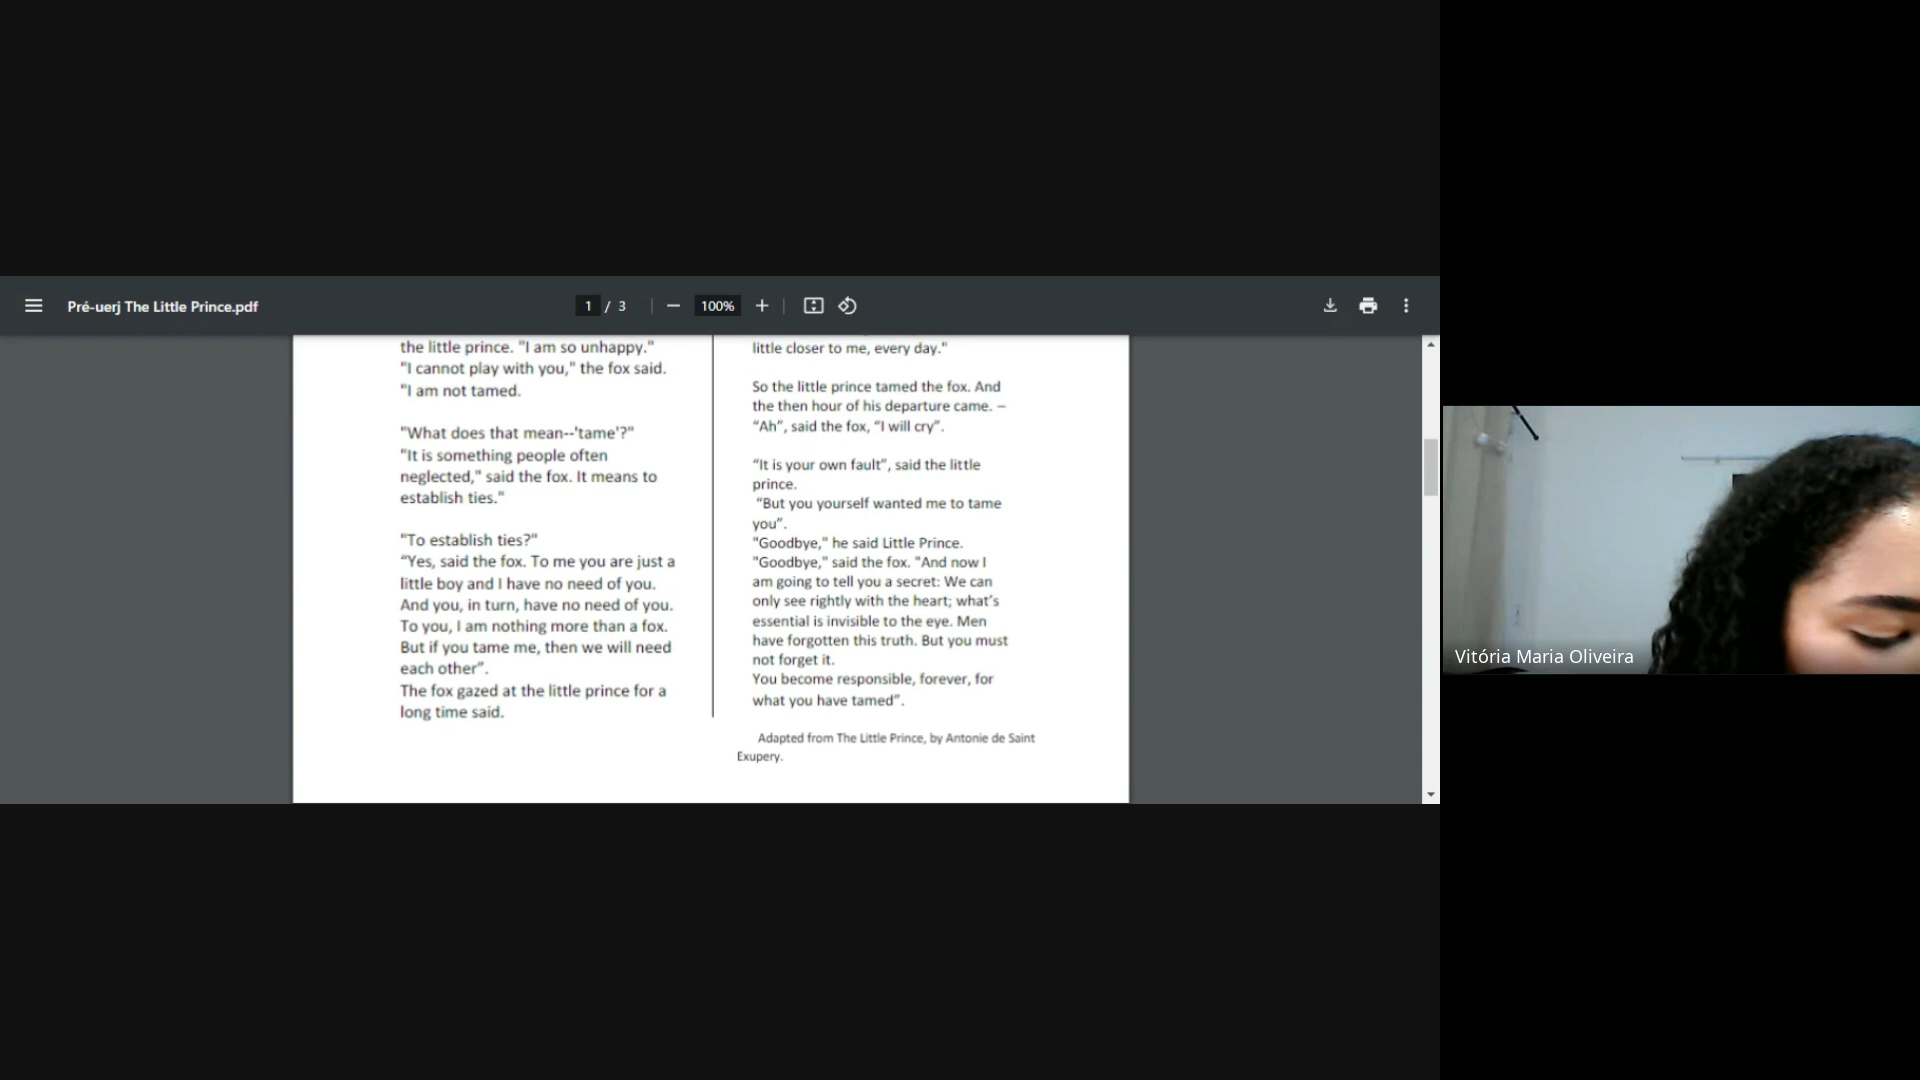 Pré-uerj The Little Prince.pdf
1 / 3
100%
the little prince. "I am so unhappy."
"I cannot play with you," the fox said.
"I am not tamed.
"What does that mean--'tame'?"
"It is something people often
neglected," said the fox. It means to
establish ties."
"To establish ties?"
“Yes, said the fox. To me you are just a
little boy and I have no need of you.
And you, in turn, have no need of you.
To you, I am nothing more than a fox.
But if you tame me, then we will need
each other”.
The fox gazed at the little prince for a
long time said.
little closer to me, every day."
So the little prince tamed the fox. And
the then hour of his departure came. –
“Ah”, said the fox, “I will cry”.
“It is your own fault”, said the little
prince.
“But you yourself wanted me to tame
you”.
"Goodbye," he said Little Prince.
"Goodbye," said the fox. "And now I
am going to tell you a secret: We can
only see rightly with the heart; what’s
essential is invisible to the eye. Men
have forgotten this truth. But you must
not forget it.
You become responsible, forever, for
what you have tamed”.
Adapted from The Little Prince, by Antonie de Saint
Exupery.
Vitória Maria Oliveira